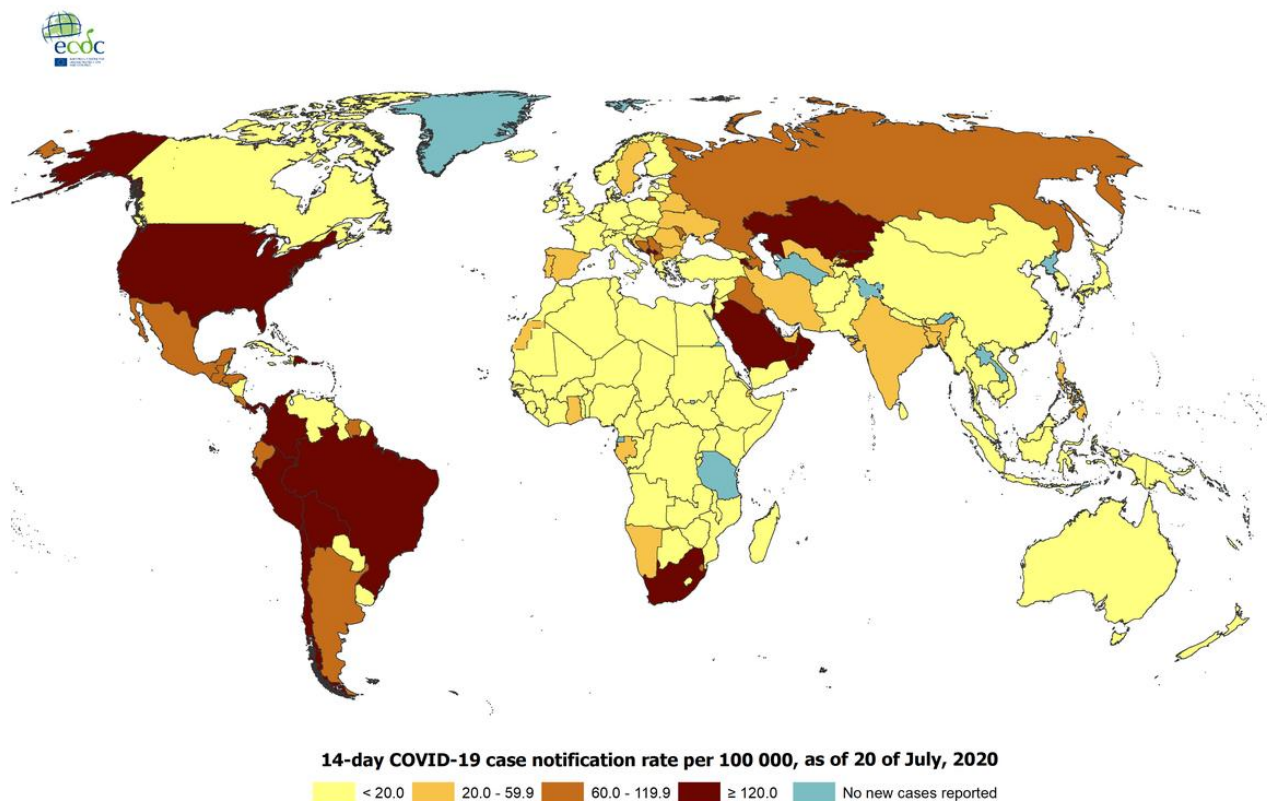 ecdc
14-day COVID-19 case notification rate per 100 000, as of 20 of July, 2020
< 20.0 20.0 - 59.9 60.0 - 119.9 ≥ 120.0 No new cases reported